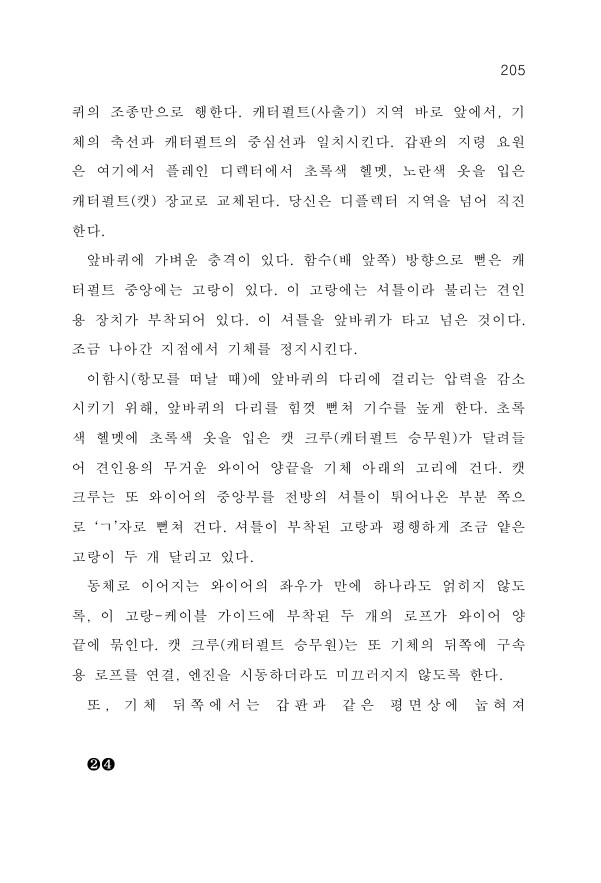 205
퀴의 조종만으로 행한다. 캐터펄트(사출기) 지역 바로 앞에서, 기
체의 축선과 캐터펄트의 중심선과 일치시킨다. 갑판의 지령 요원
은 여기에서 플레인 디렉터에서 초록색 헬멧, 노란색 옷을 입은
캐터펄트(캣) 장교로 교체된다. 당신은 디플렉터 지역을 넘어 직진
한다.
앞바퀴에 가벼운 충격이 있다. 함수(배 앞쪽) 방향으로 뻗은 캐
터펄트 중앙에는 고랑이 있다. 이 고랑에는 셔틀이라 불리는 견인
용 장치가 부착되어 있다. 이 셔틀을 앞바퀴가 타고 넘은 것이다.
조금 나아간 지점에서 기체를 정지시킨다.
이함시(항모를 떠날 때)에 앞바퀴의 다리에 걸리는 압력을 감소
시키기 위해, 앞바퀴의 다리를 힘껏 뻗쳐 기수를 높게 한다. 초록
색 헬멧에 초록색 옷을 입은 캣 크루(캐터펄트 승무원)가 달려들
어 견인용의 무거운 와이어 양끝을 기체 아래의 고리에 건다. 캣
크루는 또 와이어의 중앙부를 전방의 셔틀이 튀어나온 부분 쪽으
로 ‘ㄱ’자로 뻗쳐 건다. 셔틀이 부착된 고랑과 평행하게 조금 얕은
고랑이 두 개 달리고 있다.
동체로 이어지는 와이어의 좌우가 만에 하나라도 얽히지 않도
록, 이 고랑-케이블 가이드에 부착된 두 개의 로프가 와이어 양
끝에 묶인다. 캣 크루(캐터펄트 승무원)는 또 기체의 뒤쪽에 구속
용 로프를 연결, 엔진을 시동하더라도 미끄러지지 않도록 한다.
또, 기체 뒤쪽에서는 갑판과 같은 평면상에 눕혀져
❷❹